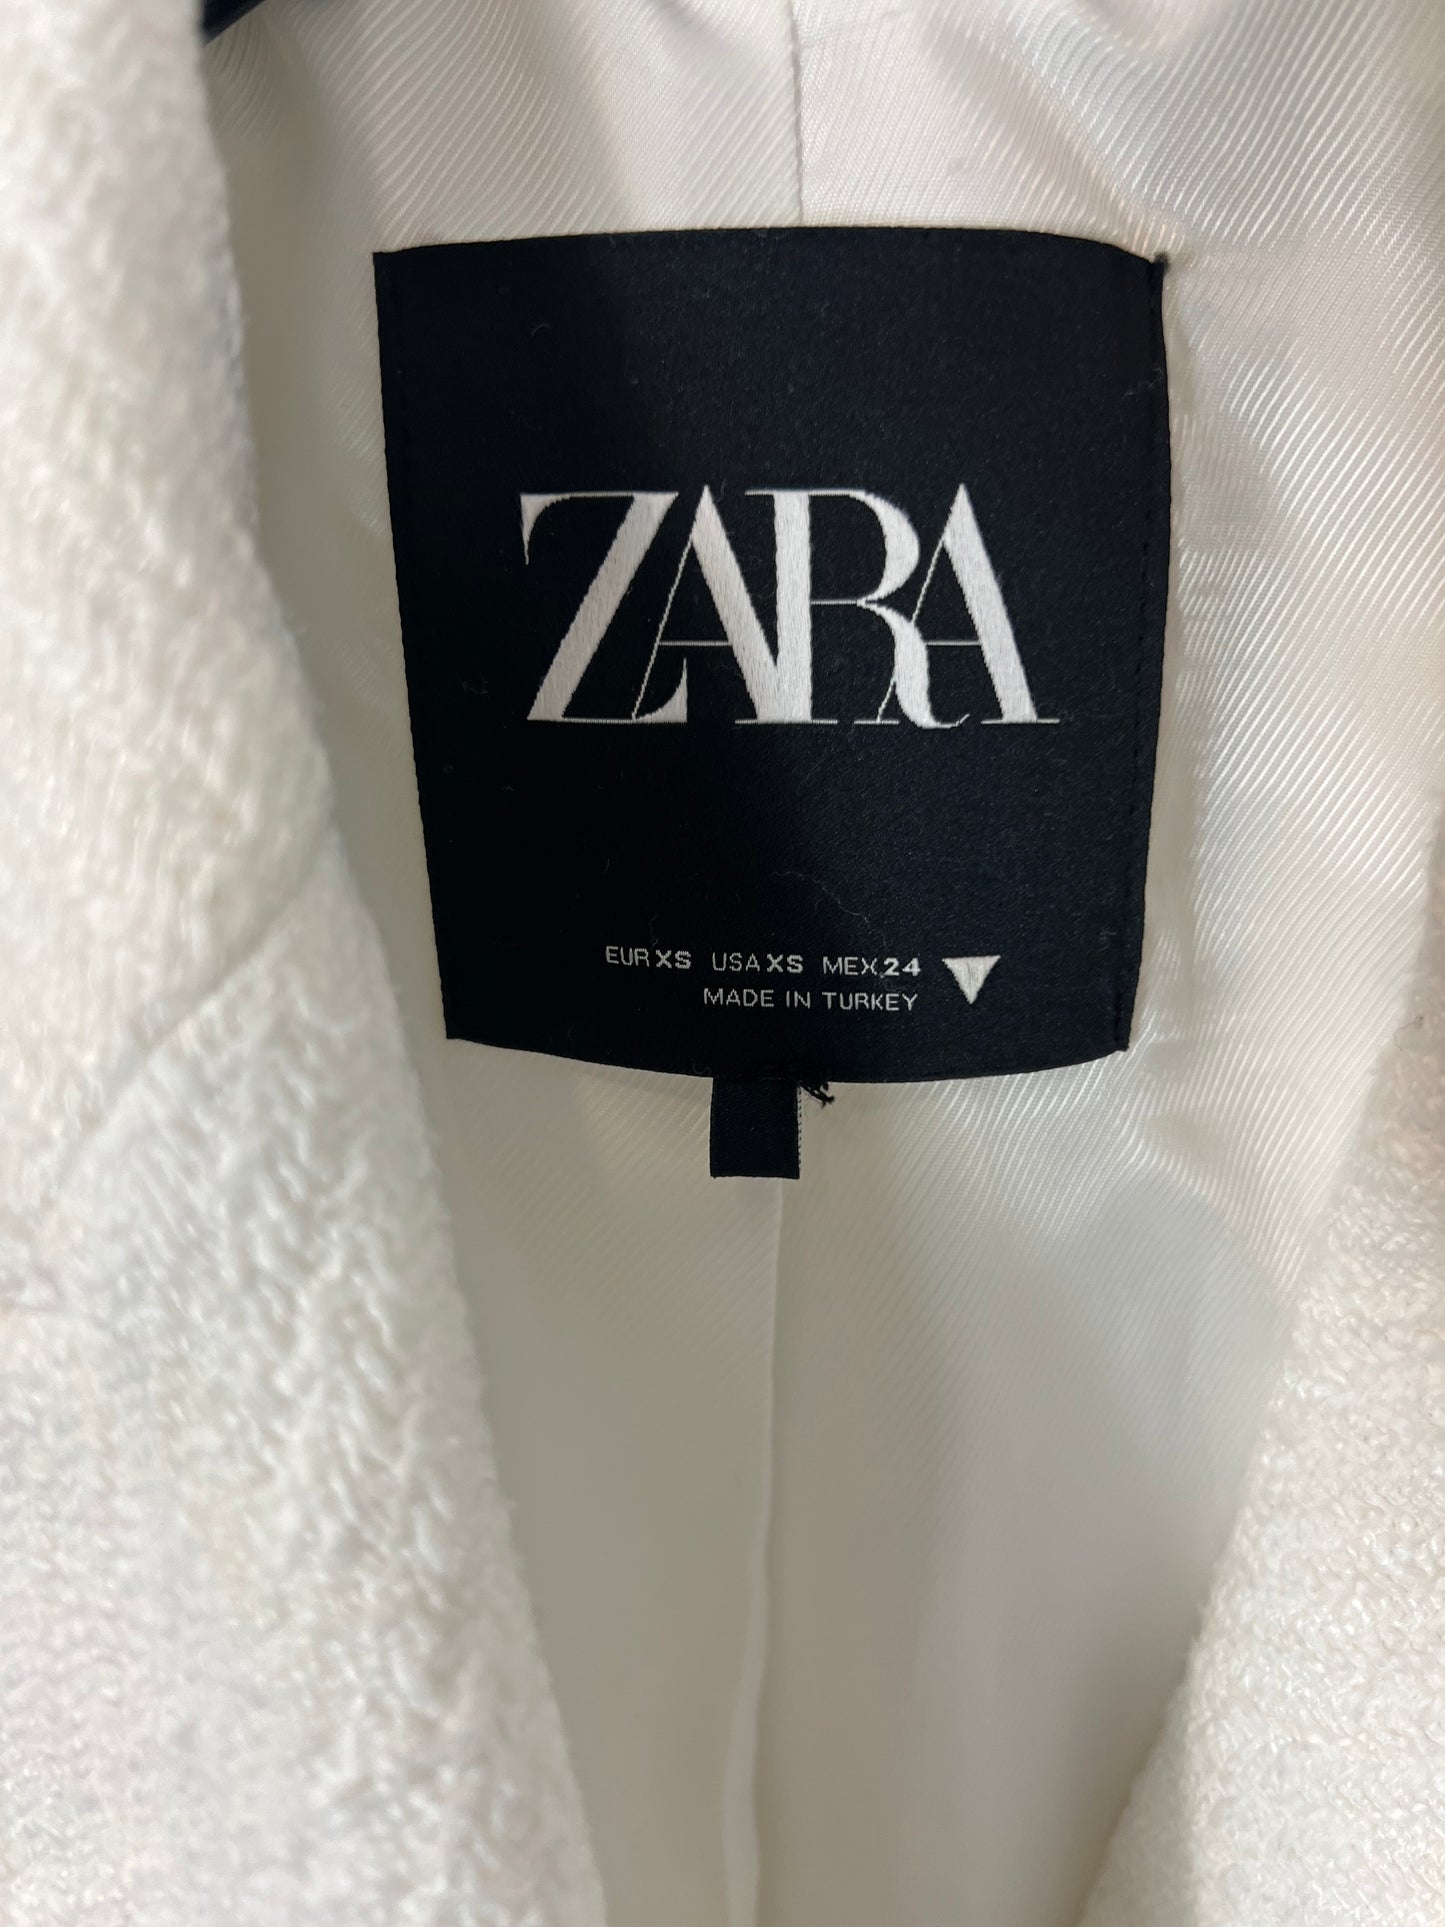 ZARA
EUR XS USA XS MEX 24
MADE IN TURKEY